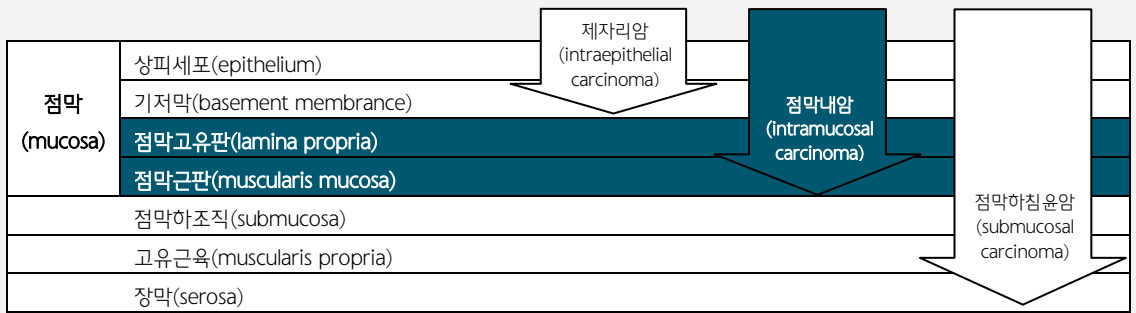 점막
(mucosa)
상피세포(epithelium)
기저막(basement membrance)
점막고유판(lamina propria)
점막근판(muscularis mucosa)
점막하조직(submucosa)
고유근육(muscularis propria)
장막(serosa)
제자리암
(intraepithelial
carcinoma)
점막내암
(intramucosal
carcinoma)
점막하침윤암
(submucosal
carcinoma)